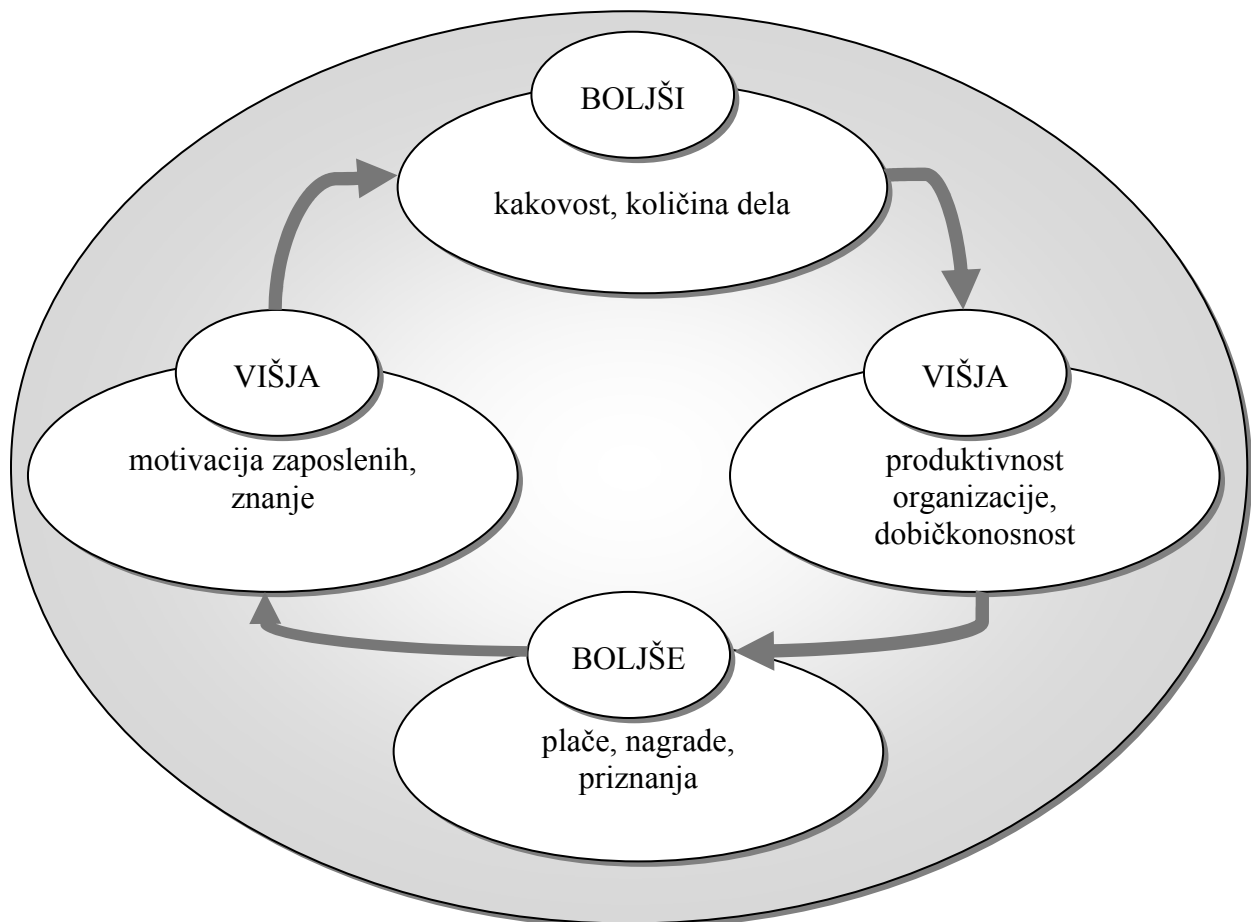 BOLJŠI
kakovost, količina dela
VIŠJA
motivacija zaposlenih,
znanje
VIŠJA
produktivnost
organizacije,
dobičkonosnost
BOLJŠE
plače, nagrade,
priznanja